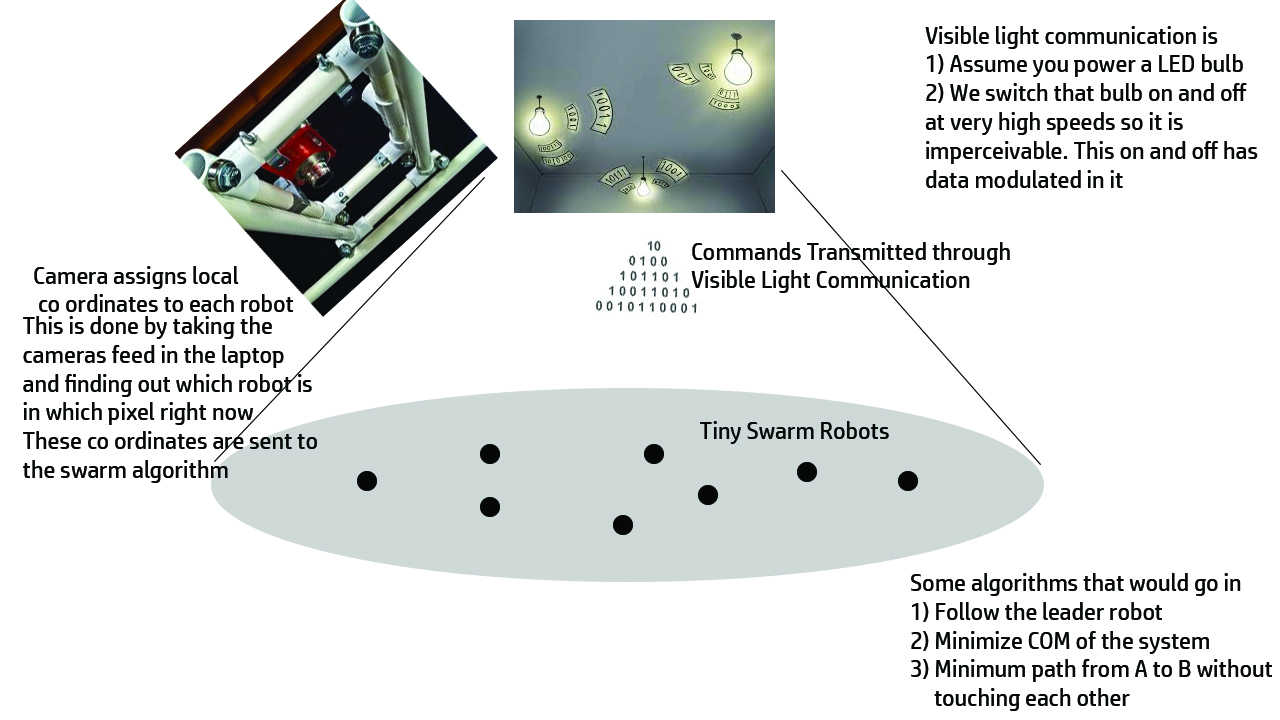 Visible light communication is
1) Assume you power a LED bulb
2) We switch that bulb on and off
at very high speeds so it is
imperceivable. This on and off has
data modulated in it
Camera assigns local
co ordinates to each robot
This is done by taking the
cameras feed in the laptop
and finding out which robot is
in which pixel right now
These co ordinates are sent to
the swarm algorithm
10
0100
101101
10011010
0010110001
Commands Transmitted through
Visible Light Communication
Tiny Swarm Robots
Some algorithms that would go in
1) Follow the leader robot
2) Minimize COM of the system
3) Minimum path from A to B without
touching each other